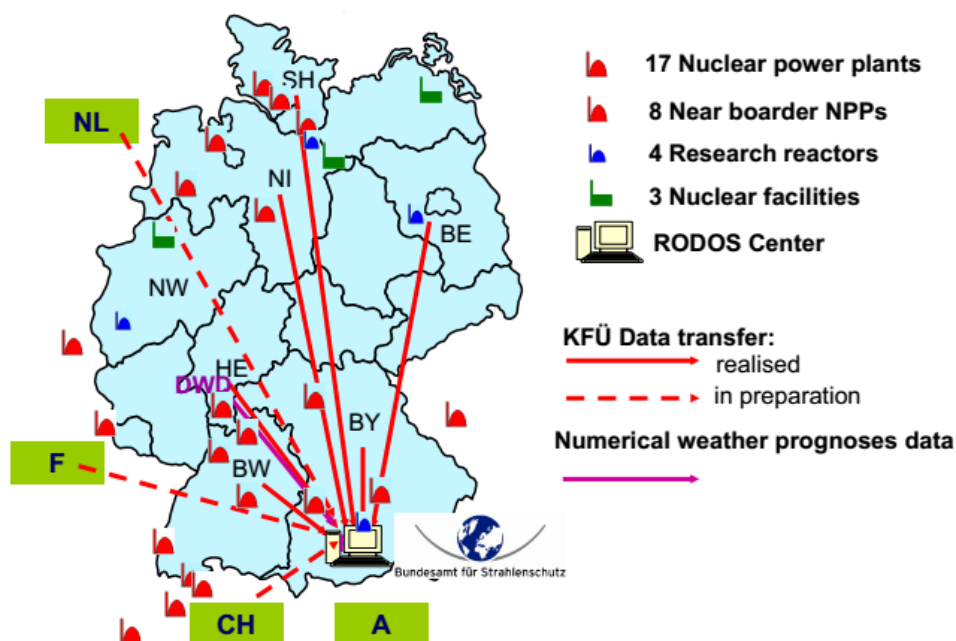 SH
NL
NI
BE
NW
HE
DWD
BY
F
BW
Bundesamt für Strahlenschutz
CH
A
17 Nuclear power plants
8 Near boarder NPPs
4 Research reactors
3 Nuclear facilities
RODOS Center
KFÜ Data transfer:
realised
in preparation
Numerical weather prognoses data